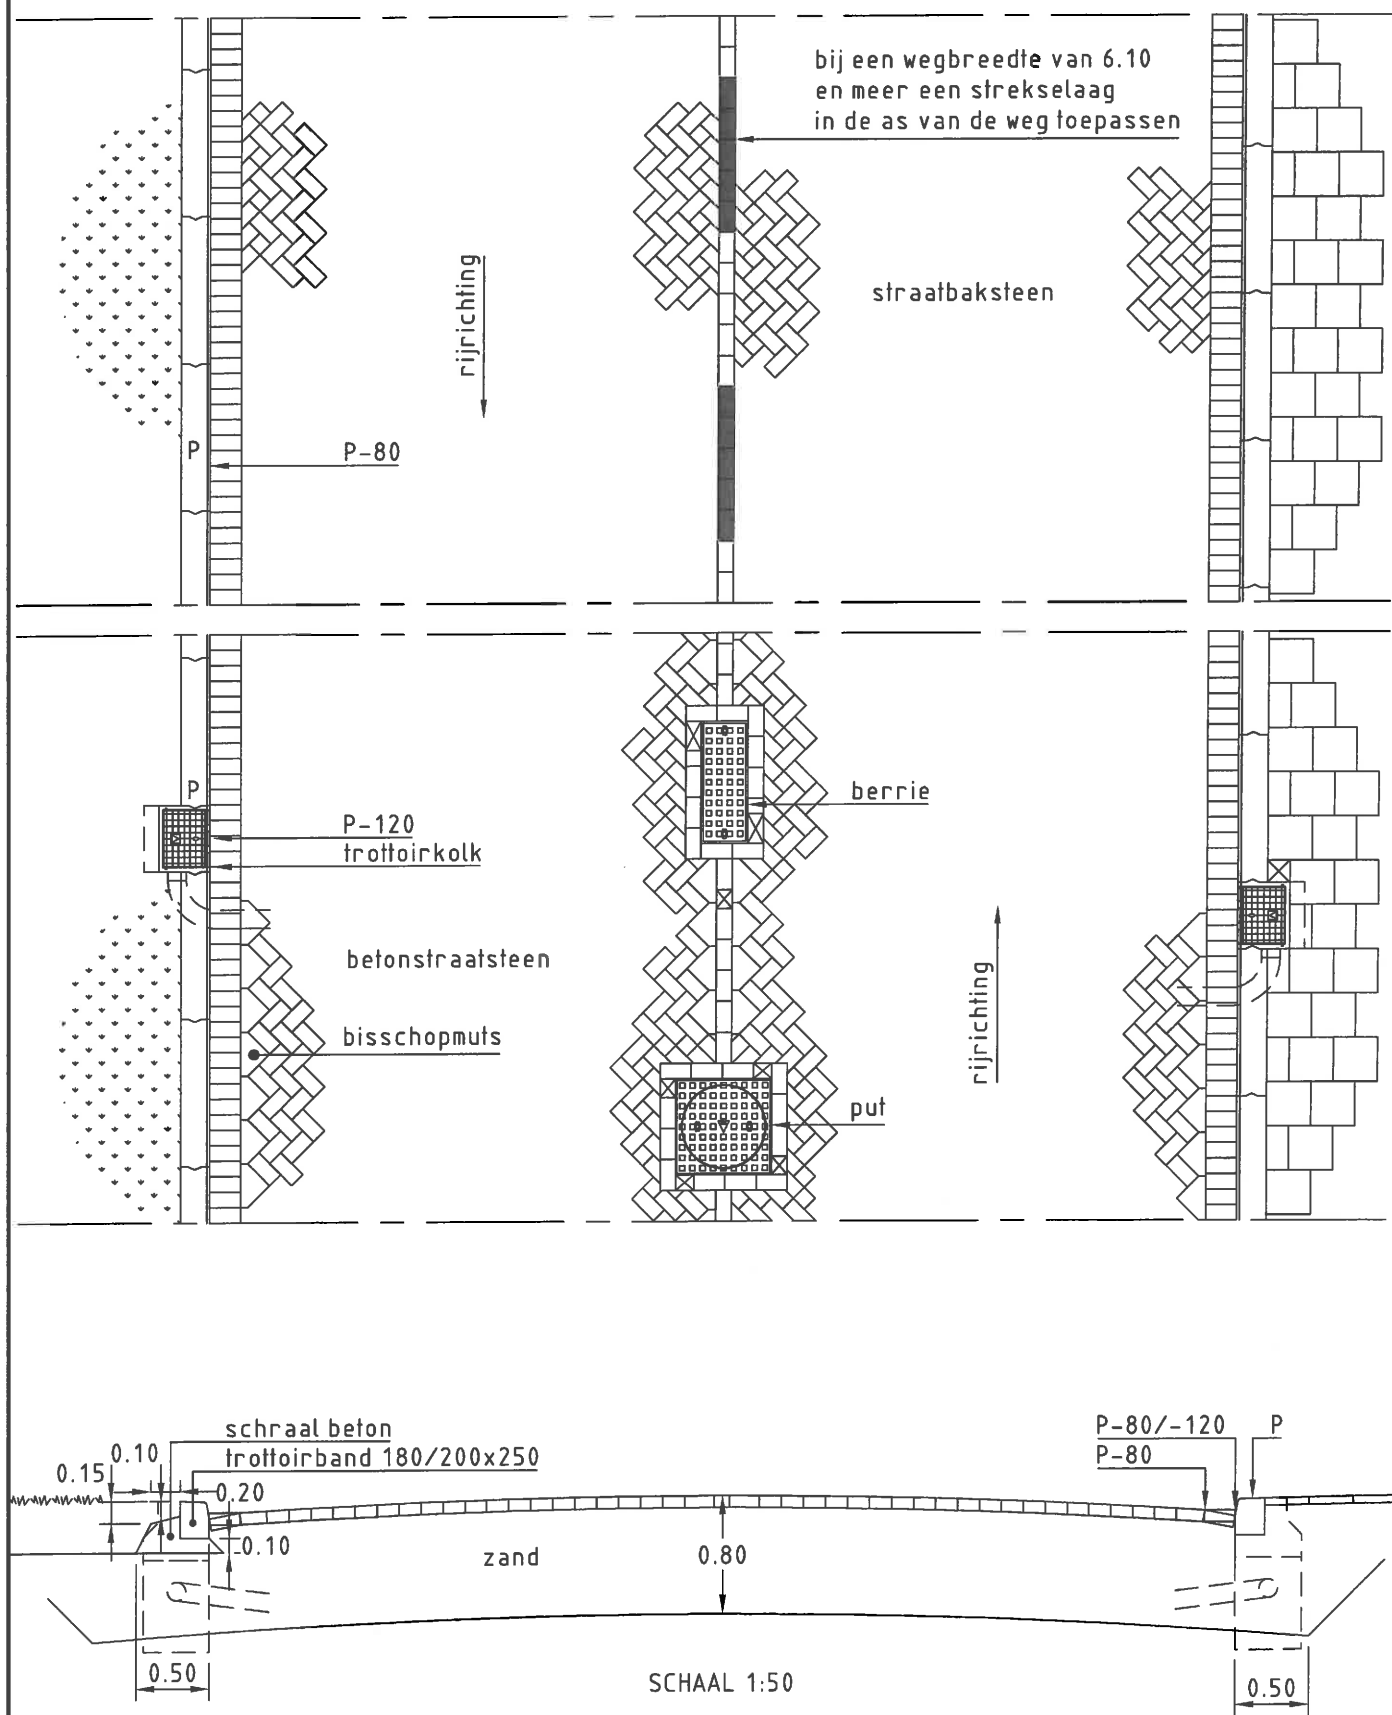 bij een wegbreedte van 6.10
en meer een strekselaag
in de as van de weg toepassen
rijrichting
straatbaksteen
P
P-80
P
berrie
P-120
trottoirkolk
betonstraatsteen
rijrichting
bisschopmuts
put
schraal beton
trottoirband 180/200x250
0.10
0.15
0.20
0.10
P-80/-120
P
P-80
zand
0.80
0.50
SCHAAL 1:50
0.50